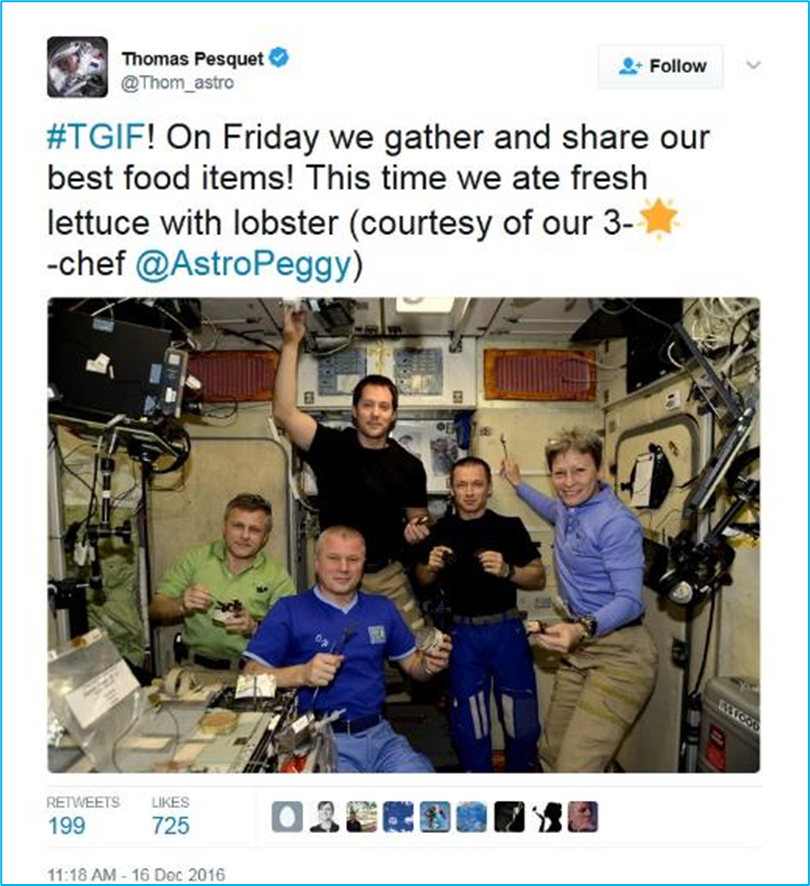 Thomas Pesquet
@Thom_astro
Follow
#TGIF! On Friday we gather and share our
best food items! This time we ate fresh
lettuce with lobster (courtesy of our 3-🌟
-chef @AstroPeggy)
ISS FOOD
RETWEETS LIKES
199 725
11:18 AM - 16 Dec 2016